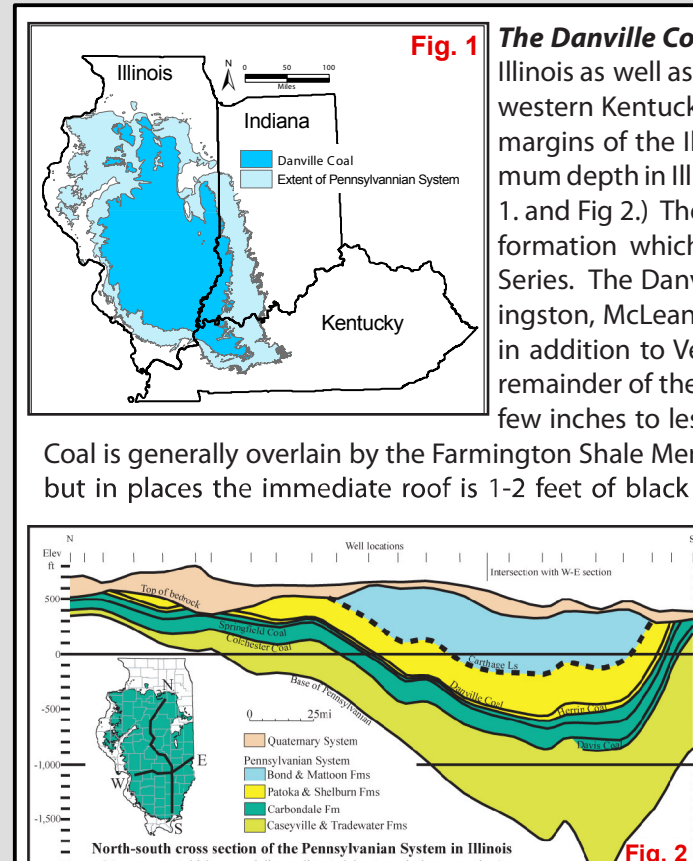 Fig. 1
Illinois
N
0 50 100
Miles
Indiana
Danville Coal
Extent of Pennsylvannian System
Kentucky
The Danville Co
Illinois as well as
western Kentuck
margins of the Il
mum depth in Ill
1. and Fig 2.) The
formation which
Series. The Danv
ingston, McLean
in addition to Ve
remainder of the
few inches to les
Coal is generally overlain by the Farmington Shale Mer
but in places the immediate roof is 1-2 feet of black
N
S
Elev
ft
Well locations
Intersection with W-E section
Top of bedrock
500
Springfield Coal
Colchester Coal
0
Carthage Ls
Base of Pennsylvanian
Danville Coal
Herrin Coal
Davis Coal
-500
-1,000
-1,500
N
E
W
S
0 25mi
Quaternary System
Pennsylvanian System
Bond & Mattoon Fms
Patoka & Shelburn Fms
Carbondale Fm
Caseyville & Tradewater Fms
North-south cross section of the Pennsylvanian System in Illinois
Fig. 2